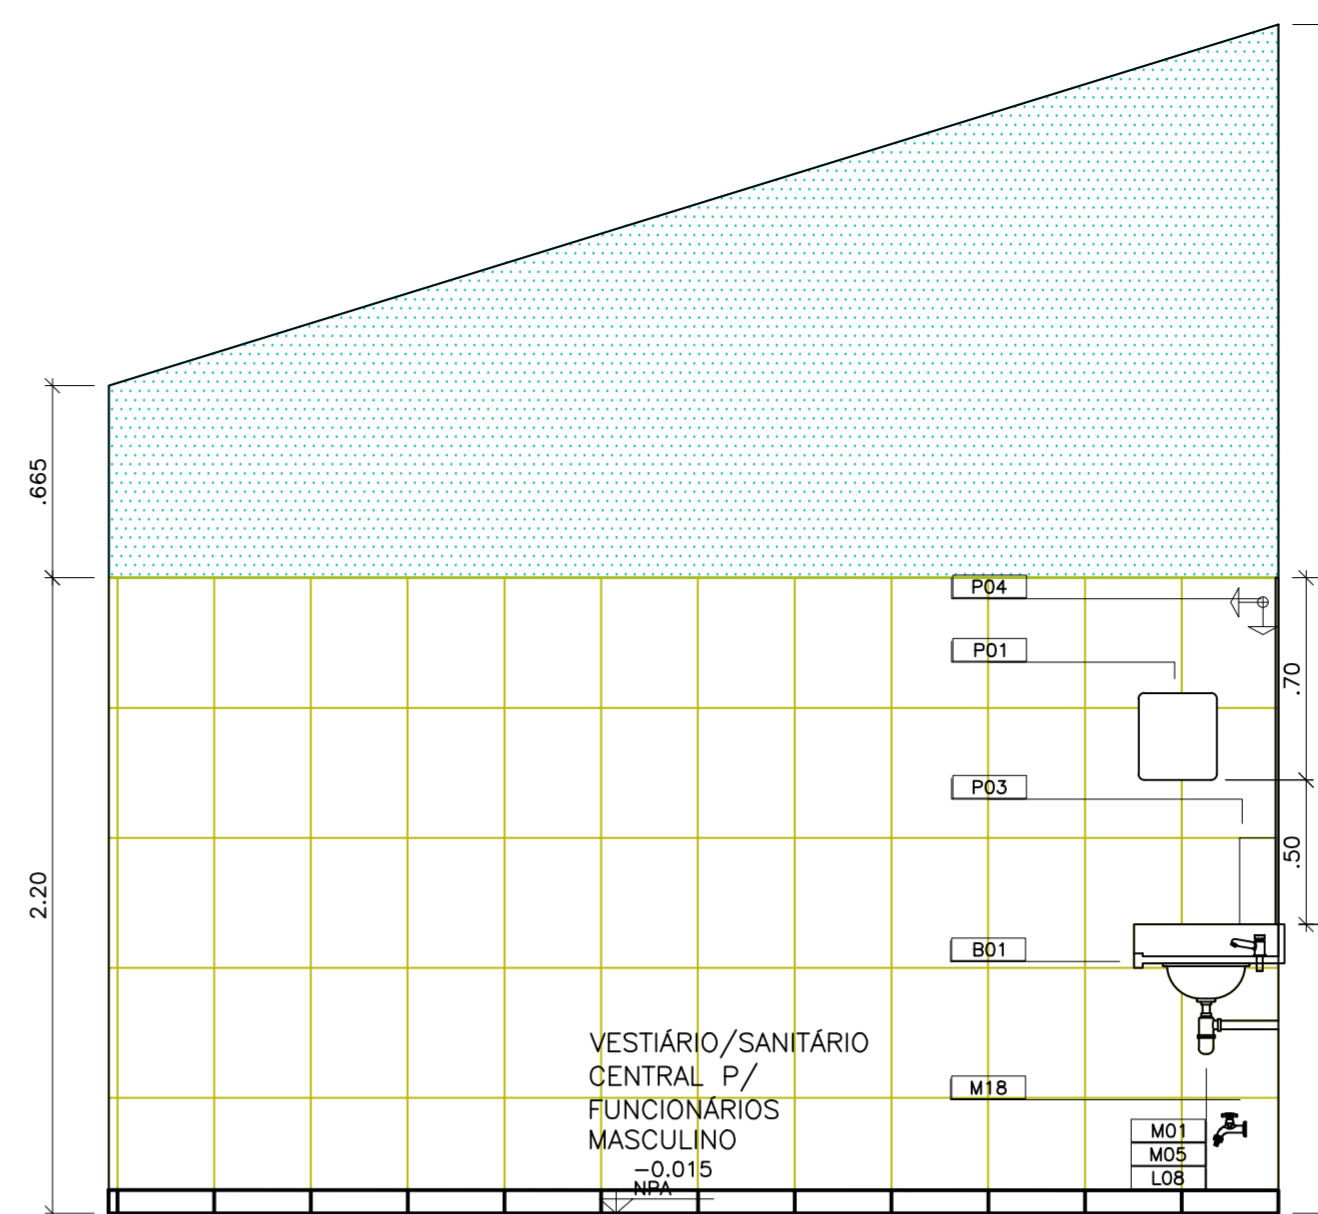 .665
P04
P01
.70
P03
.50
2.20
B01
VESTIÁRIO/SANITÁRIO
CENTRAL P/
FUNCIONÁRIOS
MASCULINO
-0.015
NPA
M18
M01
M05
L08